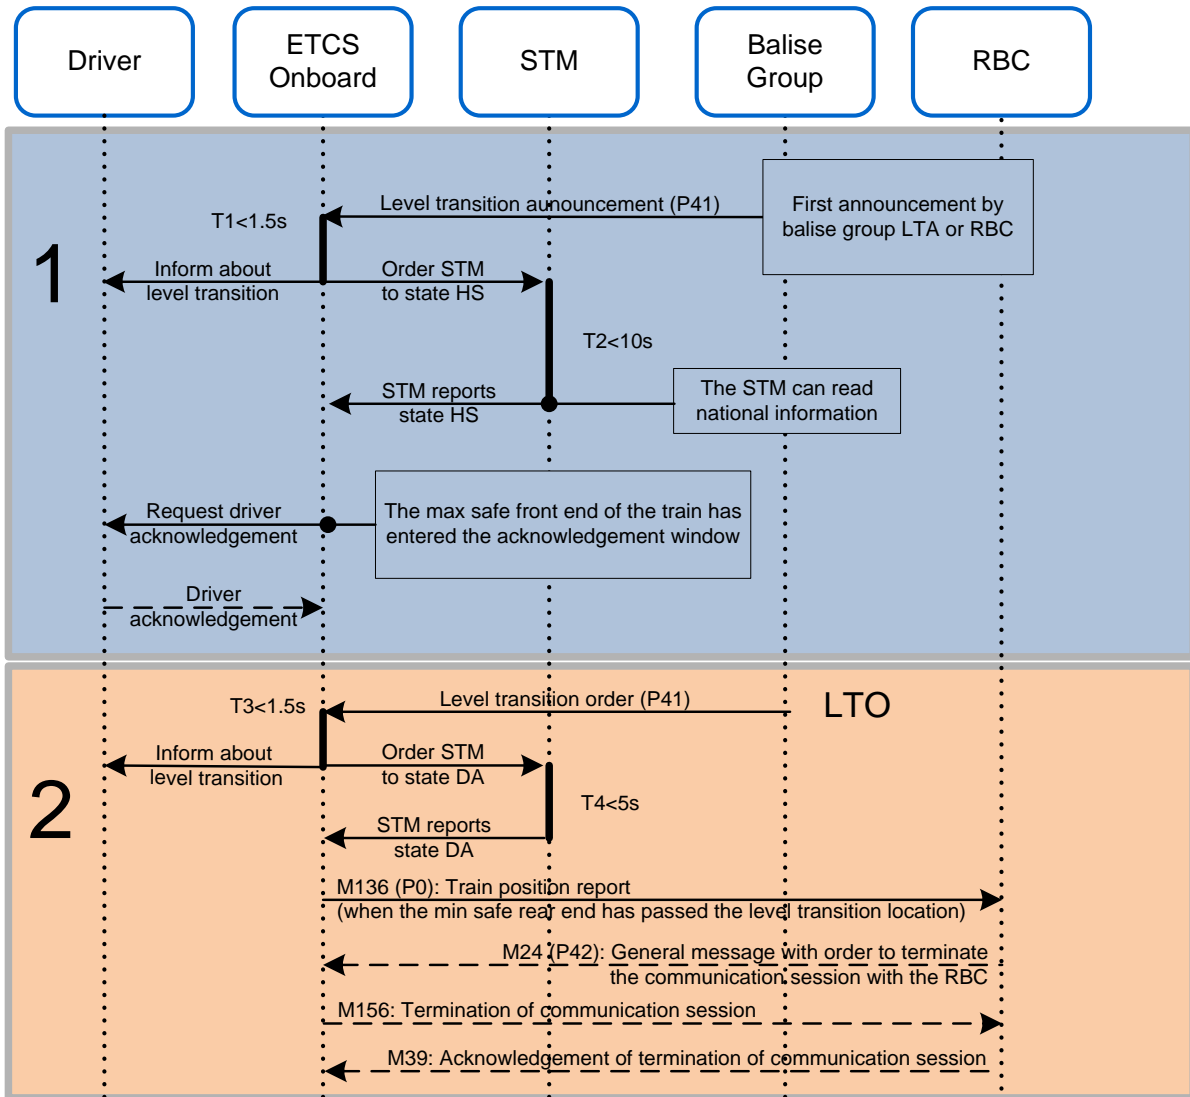 Driver
ETCS
Onboard
STM
Balise
Group
RBC
1
Level transition announcement (P41)
First announcement by
balise group LTA or RBC
T1<1.5s
Inform about
level transition
Order STM
to state HS
T2<10s
STM reports
state HS
The STM can read
national information
Request driver
acknowledgement
The max safe front end of the train has
entered the acknowledgement window
Driver
acknowledgement
2
T3<1.5s
Level transition order (P41)
LTO
Inform about
level transition
Order STM
to state DA
T4<5s
STM reports
state DA
M136 (P0): Train position report
(when the min safe rear end has passed the level transition location)
M24 (P42): General message with order to terminate
the communication session with the RBC
M156: Termination of communication session
M39: Acknowledgement of termination of communication session